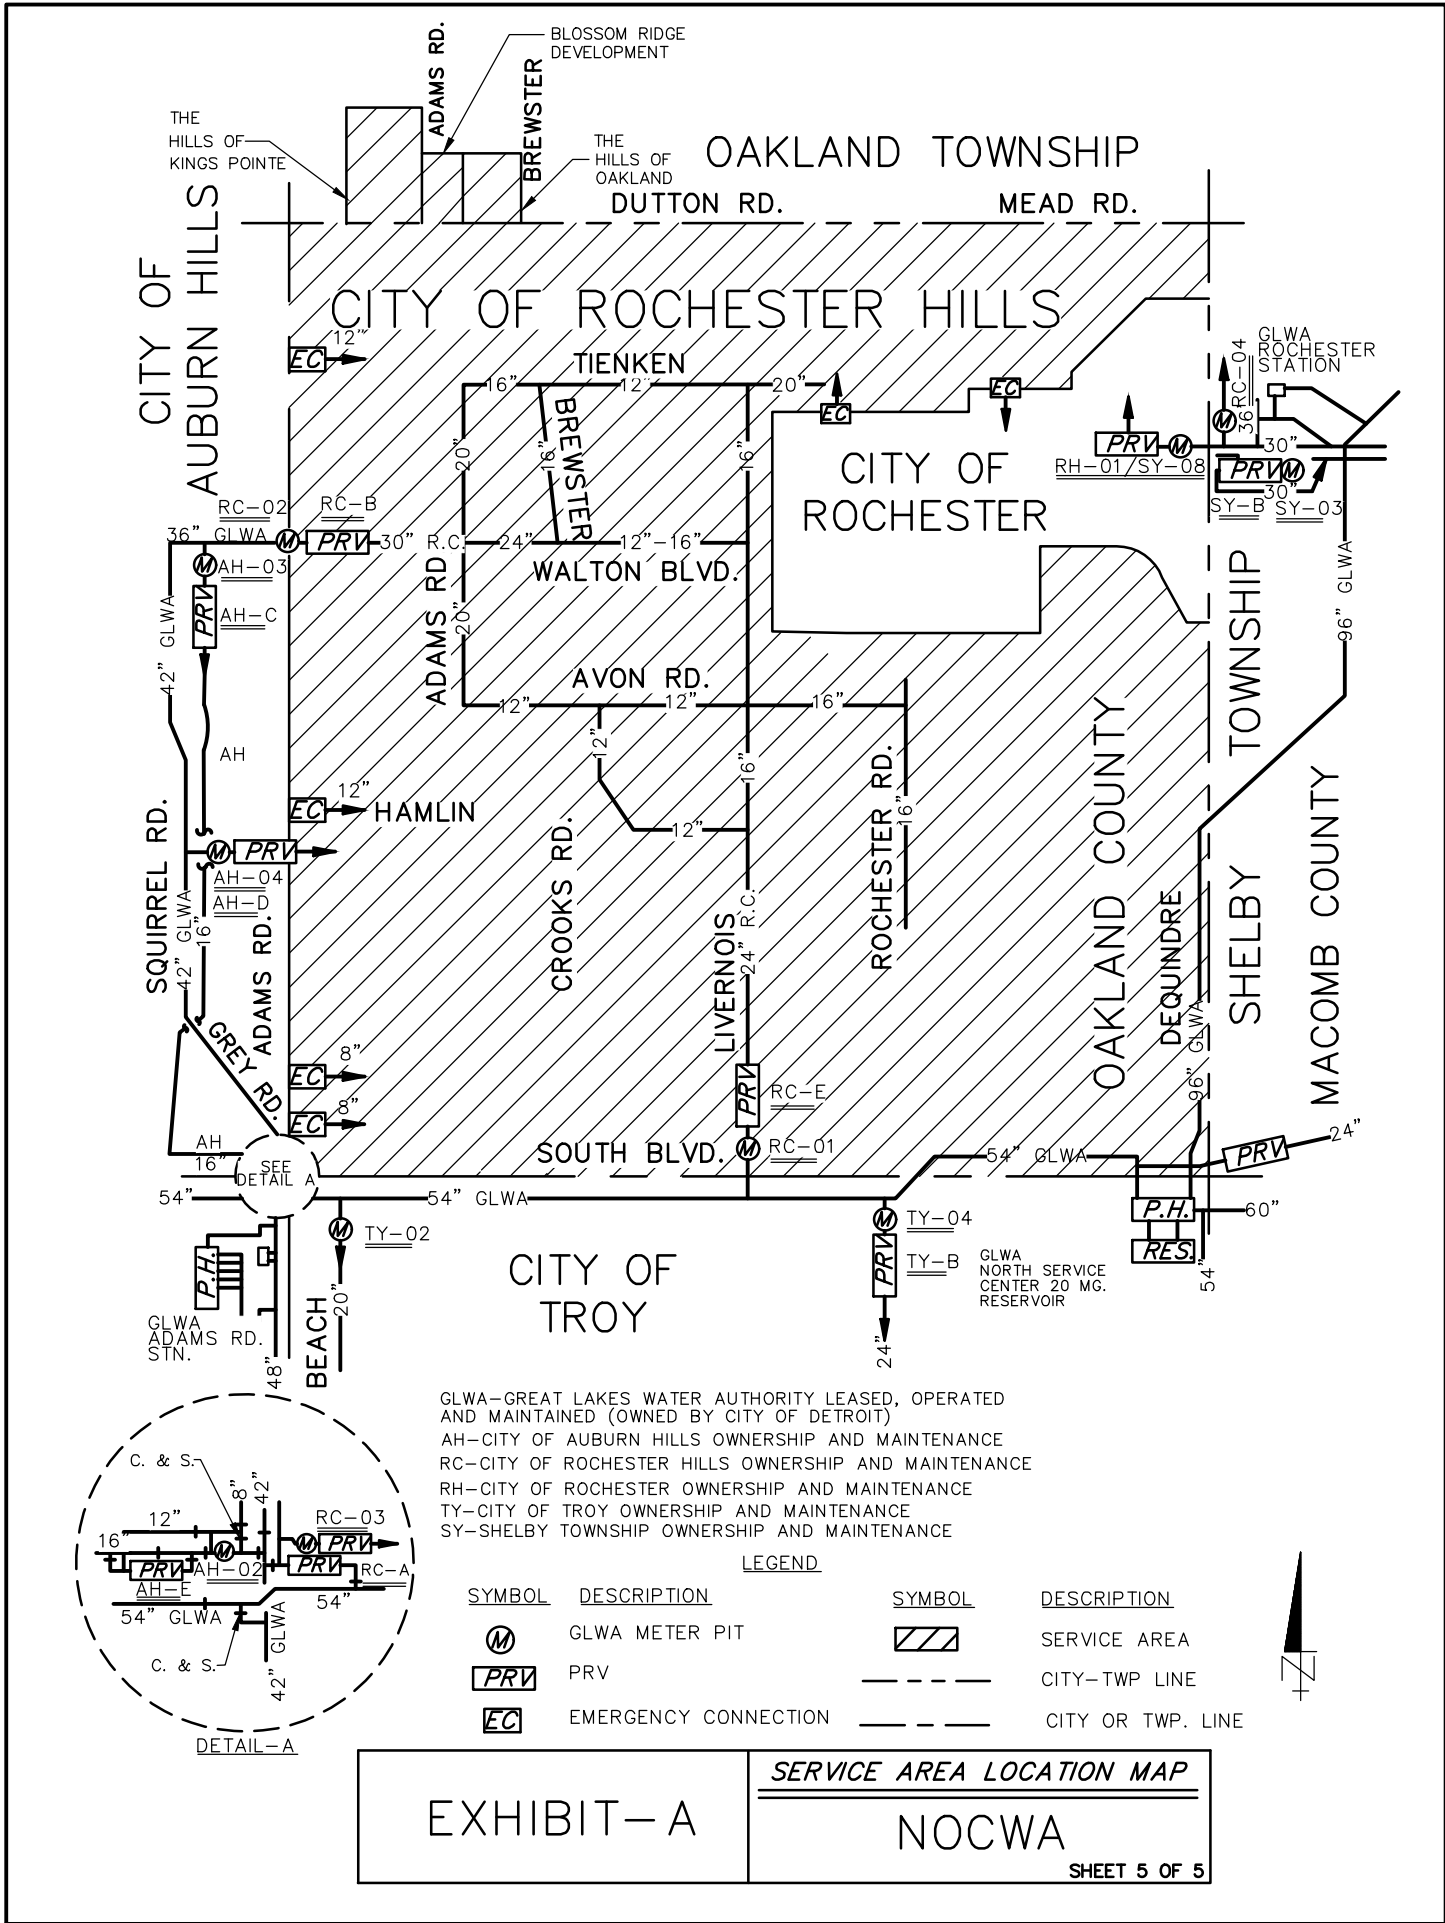 ADAMS RD.
BLOSSOM RIDGE
DEVELOPMENT
BREWSTER
THE
HILLS OF
KINGS POINTE
THE
HILLS OF
OAKLAND
OAKLAND TOWNSHIP
DUTTON RD.
MEAD RD.
CITY OF
AUBURN HILLS
CITY OF ROCHESTER HILLS
EC
12"
TIENKEN
16"
12"
20"
EC
EC
GLWA
ROCHESTER
STATION
RC-04
36"
BREWSTER
16"
20"
16"
CITY OF
ROCHESTER
PRV
M
M
30"
RH-01/SY-08
PRV
M
30"
SY-B
SY-03
RC-02
RC-B
36" GLWA
M
PRV
30" R.C.
24"
12"-16"
WALTON BLVD.
M
AH-03
PRV
AH-C
42" GLWA
ADAMS RD
20"
AVON RD.
12"
12"
16"
12"
16"
12"
AH
96" GLWA
TOWNSHIP
SHELBY
OAKLAND COUNTY
MACOMB COUNTY
EC
12"
HAMLIN
M
PRV
AH-04
AH-D
SQUIRREL RD.
42" GLWA
16"
ADAMS RD.
CROOKS RD.
LIVERNOIS
24" R.C.
ROCHESTER RD.
16"
DEQUINDRE
96" GLWA
GREY RD.
EC
8"
EC
8"
PRV
RC-E
M
RC-01
SOUTH BLVD.
AH
16"
SEE
DETAIL A
54"
54" GLWA
54" GLWA
PRV
24"
P.H.
60"
RES.
54"
M
TY-02
20"
BEACH
M
TY-04
PRV
TY-B
24"
CITY OF
TROY
GLWA
NORTH SERVICE
CENTER 20 MG.
RESERVOIR
P.H.
GLWA
ADAMS RD.
STN.
48"
GLWA-GREAT LAKES WATER AUTHORITY LEASED, OPERATED
AND MAINTAINED (OWNED BY CITY OF DETROIT)
AH-CITY OF AUBURN HILLS OWNERSHIP AND MAINTENANCE
RC-CITY OF ROCHESTER HILLS OWNERSHIP AND MAINTENANCE
RH-CITY OF ROCHESTER OWNERSHIP AND MAINTENANCE
TY-CITY OF TROY OWNERSHIP AND MAINTENANCE
SY-SHELBY TOWNSHIP OWNERSHIP AND MAINTENANCE
C. & S.
8"
42"
12"
16"
RC-03
M
PRV
M
PRV
PRV
AH-02
RC-A
AH-E
54" GLWA
54"
C. & S.
42" GLWA
DETAIL-A
LEGEND
SYMBOL DESCRIPTION
M GLWA METER PIT
PRV PRV
EC EMERGENCY CONNECTION
SYMBOL DESCRIPTION
SERVICE AREA
CITY-TWP LINE
CITY OR TWP. LINE
N
EXHIBIT-A
SERVICE AREA LOCATION MAP
NOCWA
SHEET 5 OF 5